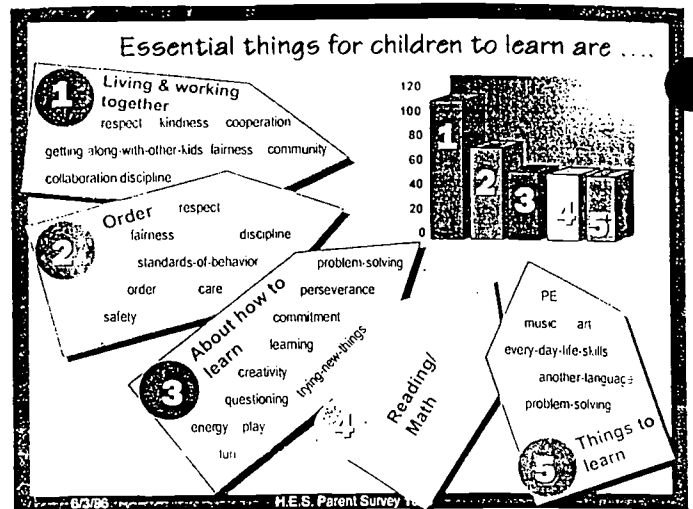 Essential things for children to learn are ....
1
Living & working
together
respect kindness cooperation
getting along-with-other-kids fairness community
collaboration discipline
120
100
80
60
40
20
0
1
2
3
4
5
2
Order respect
fairness discipline
standards-of-behavior
order care
safety
3
About how to
learn
problem-solving
perseverance
commitment
learning
trying-new-things
creativity
questioning
energy play
fun
4
Reading/
Math
PE
music art
every-day-life-skills
another-language
problem-solving
5
Things to
learn
6/3/96
H.E.S. Parent Survey